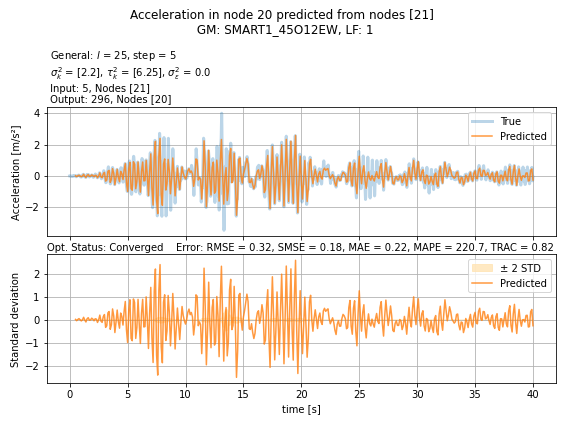 Acceleration in node 20 predicted from nodes [21]
GM: SMART1_45O12EW, LF: 1
General: l = 25, step = 5
σ²ₖ = [2.2], τ²ₖ = [6.25], σ²ε = 0.0
Input: 5, Nodes [21]
Output: 296, Nodes [20]
Acceleration [m/s²]
4
2
0
−2
True
Predicted
Opt. Status: Converged Error: RMSE = 0.32, SMSE = 0.18, MAE = 0.22, MAPE = 220.7, TRAC = 0.82
Standard deviation
2
1
0
−1
−2
± 2 STD
Predicted
0 5 10 15 20 25 30 35 40
time [s]